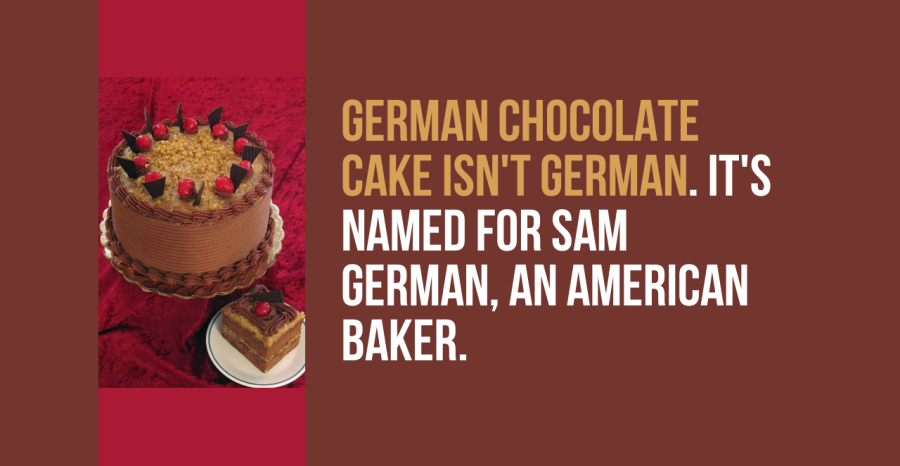 GERMAN CHOCOLATE
CAKE ISN'T GERMAN. IT'S
NAMED FOR SAM
GERMAN, AN AMERICAN
BAKER.